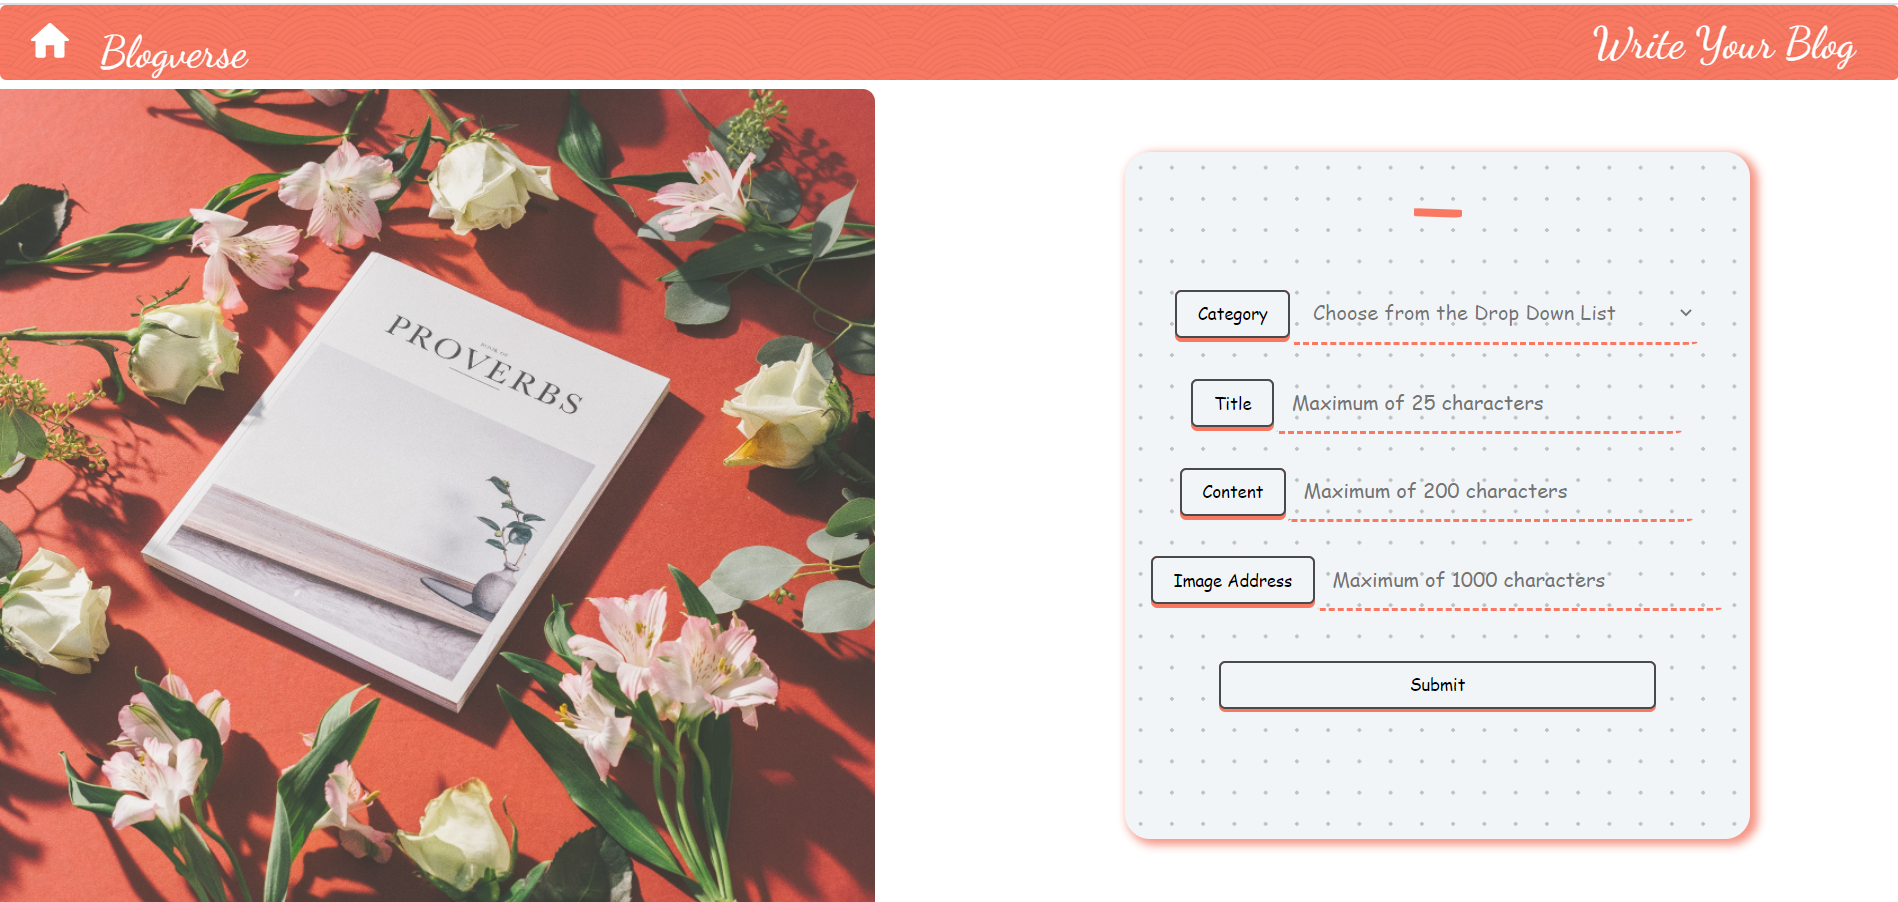 Blogverse
Write Your Blog
BOOK OF
PROVERBS
Category
Choose from the Drop Down List
Title
Maximum of 25 characters
Content
Maximum of 200 characters
Image Address
Maximum of 1000 characters
Submit